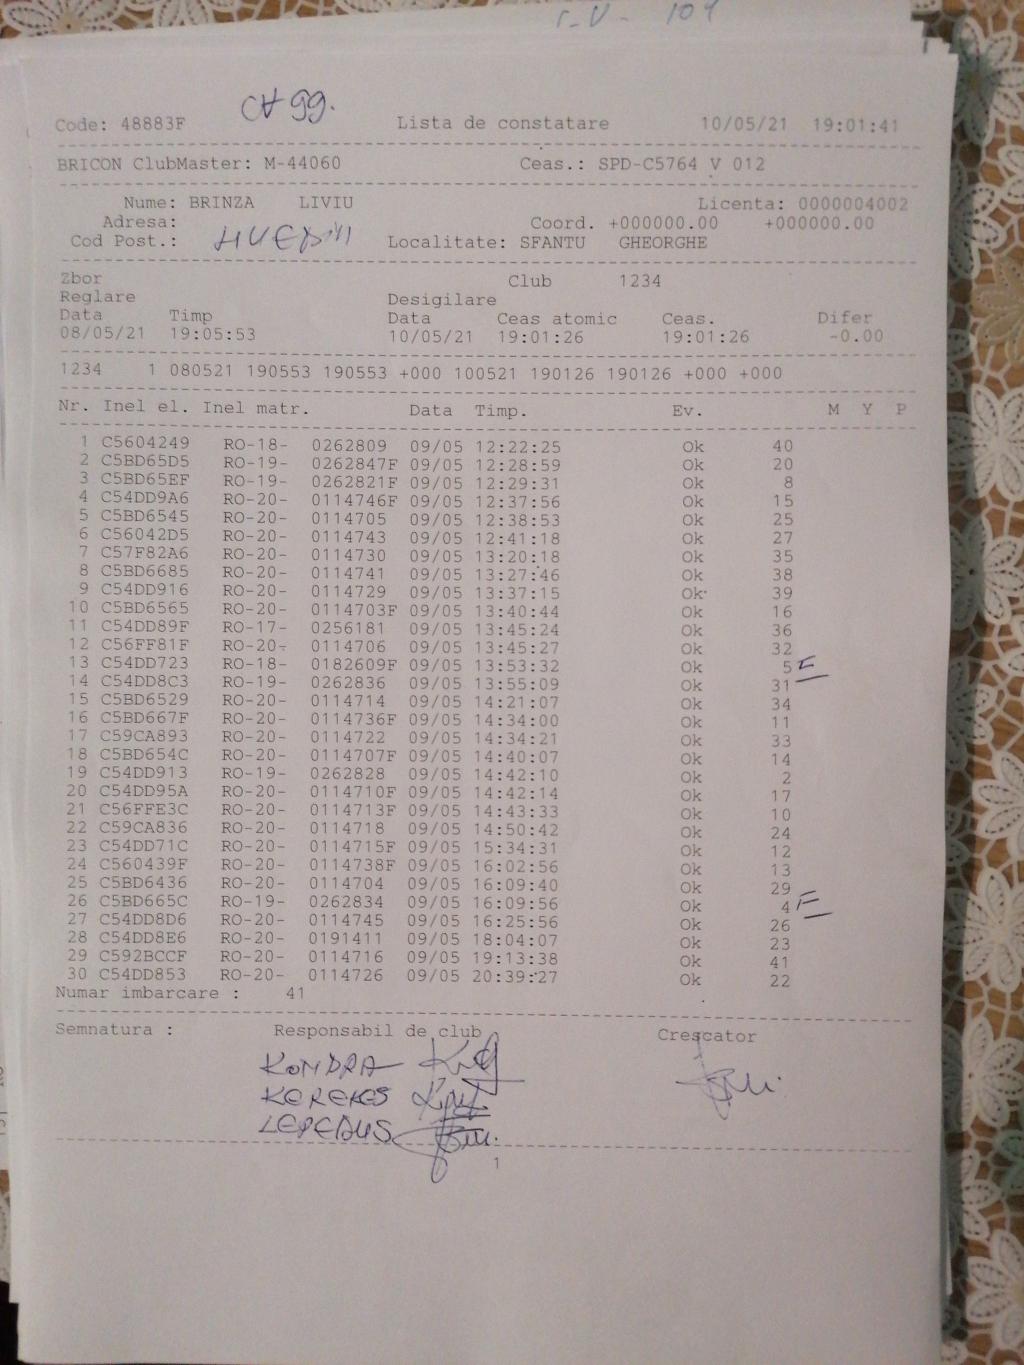 r.V. 104
CA 99.
Code: 48883F Lista de constatare 10/05/21 19:01:41
BRICON ClubMaster: M-44060 Ceas.: SPD-C5764 V 012
Nume: BRINZA LIVIU Licenta: 0000004002
Adresa: Coord. +000000.00 +000000.00
Cod Post.: HUEDIN Localitate: SFANTU GHEORGHE
Zbor Club 1234
Reglare Desigilare
Data Timp Data Ceas atomic Ceas. Difer
08/05/21 19:05:53 10/05/21 19:01:26 19:01:26 -0.00
1234 1 080521 190553 190553 +000 100521 190126 190126 +000 +000
Nr. Inel el. Inel matr. Data Timp. Ev. M Y P
1 C5604249 RO-18- 0262809 09/05 12:22:25 Ok 40
2 C5BD65D5 RO-19- 0262847F 09/05 12:28:59 Ok 20
3 C5BD65EF RO-19- 0262821F 09/05 12:29:31 Ok 8
4 C54DD9A6 RO-20- 0114746F 09/05 12:37:56 Ok 15
5 C5BD6545 RO-20- 0114705 09/05 12:38:53 Ok 25
6 C56042D5 RO-20- 0114743 09/05 12:41:18 Ok 27
7 C57F82A6 RO-20- 0114730 09/05 13:20:18 Ok 35
8 C5BD6685 RO-20- 0114741 09/05 13:27:46 Ok 38
9 C54DD916 RO-20- 0114729 09/05 13:37:15 Ok 39
10 C5BD6565 RO-20- 0114703F 09/05 13:40:44 Ok 16
11 C54DD89F RO-17- 0256181 09/05 13:45:24 Ok 36
12 C56FF81F RO-20- 0114706 09/05 13:45:27 Ok 32
13 C54DD723 RO-18- 0182609F 09/05 13:53:32 Ok 5 F
14 C54DD8C3 RO-19- 0262836 09/05 13:55:09 Ok 31
15 C5BD6529 RO-20- 0114714 09/05 14:21:07 Ok 34
16 C5BD667F RO-20- 0114736F 09/05 14:34:00 Ok 11
17 C59CA893 RO-20- 0114722 09/05 14:34:21 Ok 33
18 C5BD654C RO-20- 0114707F 09/05 14:40:07 Ok 14
19 C54DD913 RO-19- 0262828 09/05 14:42:10 Ok 2
20 C54DD95A RO-20- 0114710F 09/05 14:42:14 Ok 17
21 C56FFE3C RO-20- 0114713F 09/05 14:43:33 Ok 10
22 C59CA836 RO-20- 0114718 09/05 14:50:42 Ok 24
23 C54DD71C RO-20- 0114715F 09/05 15:34:31 Ok 12
24 C560439F RO-20- 0114738F 09/05 16:02:56 Ok 13
25 C5BD6436 RO-20- 0114704 09/05 16:09:40 Ok 29
26 C5BD665C RO-19- 0262834 09/05 16:09:56 Ok 4 F
27 C54DD8D6 RO-20- 0114745 09/05 16:25:56 Ok 26
28 C54DD8E6 RO-20- 0191411 09/05 18:04:07 Ok 23
29 C592BCCF RO-20- 0114716 09/05 19:13:38 Ok 41
30 C54DD853 RO-20- 0114726 09/05 20:39:27 Ok 22
Numar imbarcare : 41
Semnatura : Responsabil de club Crescator
KONDRA
KEREKES
LEPEDUS
1